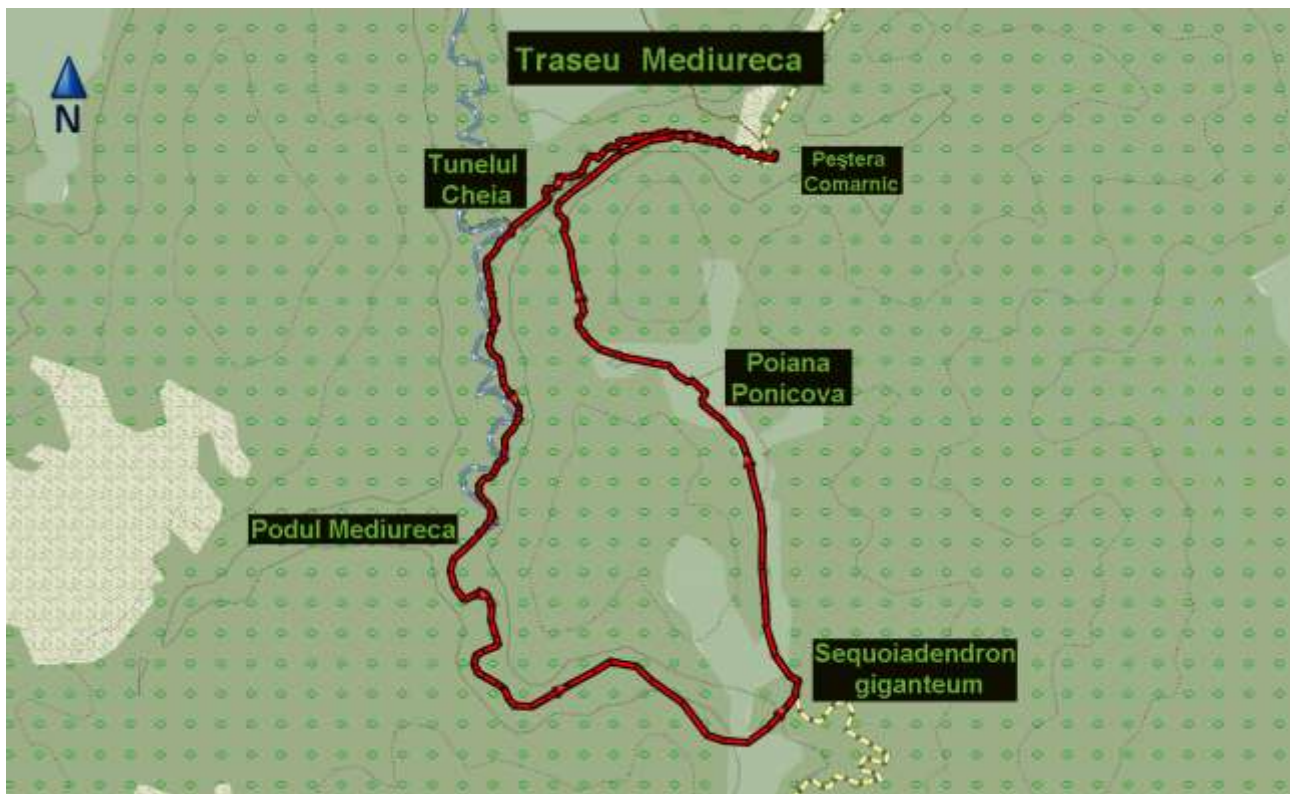 Traseu Mediureca
N
Tunelul
Cheia
Peştera
Comarnic
Poiana
Ponicova
Podul Mediureca
Sequoiadendron
giganteum